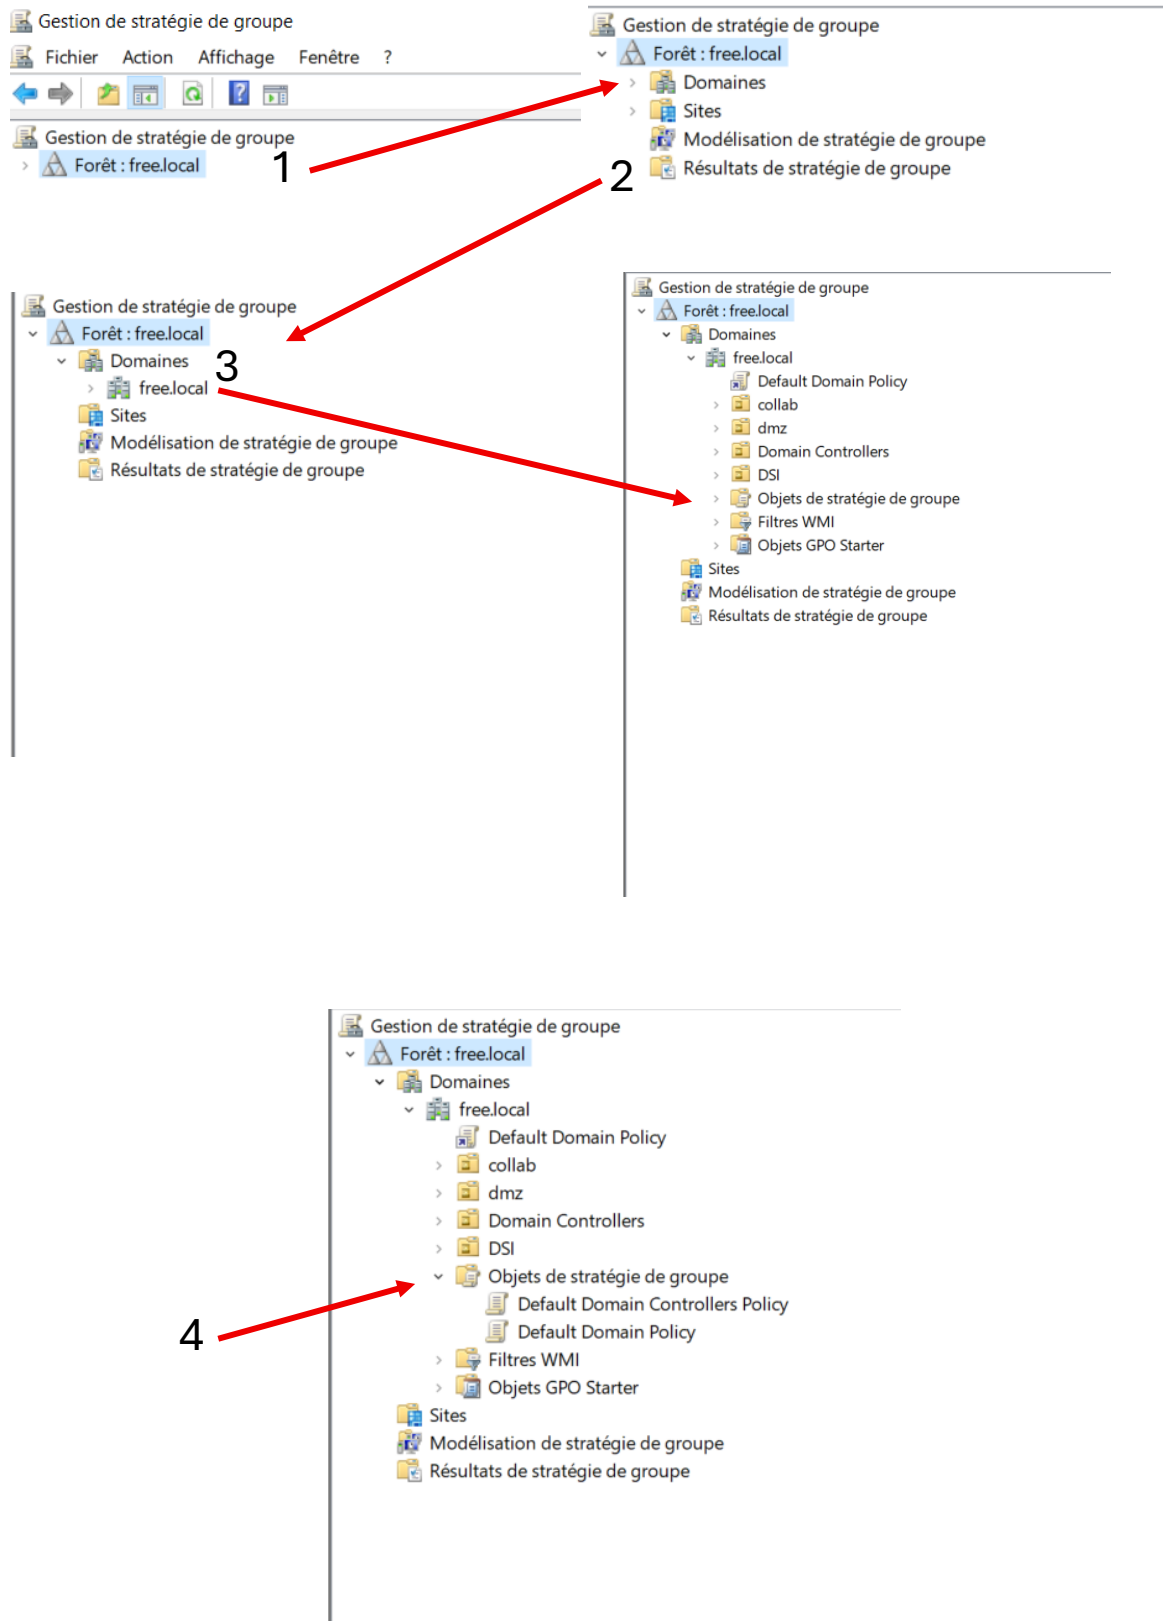 Gestion de stratégie de groupe
Fichier Action Affichage Fenêtre ?
Gestion de stratégie de groupe
Forêt : free.local
1
Gestion de stratégie de groupe
Forêt : free.local
Domaines
Sites
Modélisation de stratégie de groupe
Résultats de stratégie de groupe
2
Gestion de stratégie de groupe
Forêt : free.local
Domaines
free.local
Sites
Modélisation de stratégie de groupe
Résultats de stratégie de groupe
3
Gestion de stratégie de groupe
Forêt : free.local
Domaines
free.local
Default Domain Policy
collab
dmz
Domain Controllers
DSI
Objets de stratégie de groupe
Filtres WMI
Objets GPO Starter
Sites
Modélisation de stratégie de groupe
Résultats de stratégie de groupe
4
Gestion de stratégie de groupe
Forêt : free.local
Domaines
free.local
Default Domain Policy
collab
dmz
Domain Controllers
DSI
Objets de stratégie de groupe
Default Domain Controllers Policy
Default Domain Policy
Filtres WMI
Objets GPO Starter
Sites
Modélisation de stratégie de groupe
Résultats de stratégie de groupe